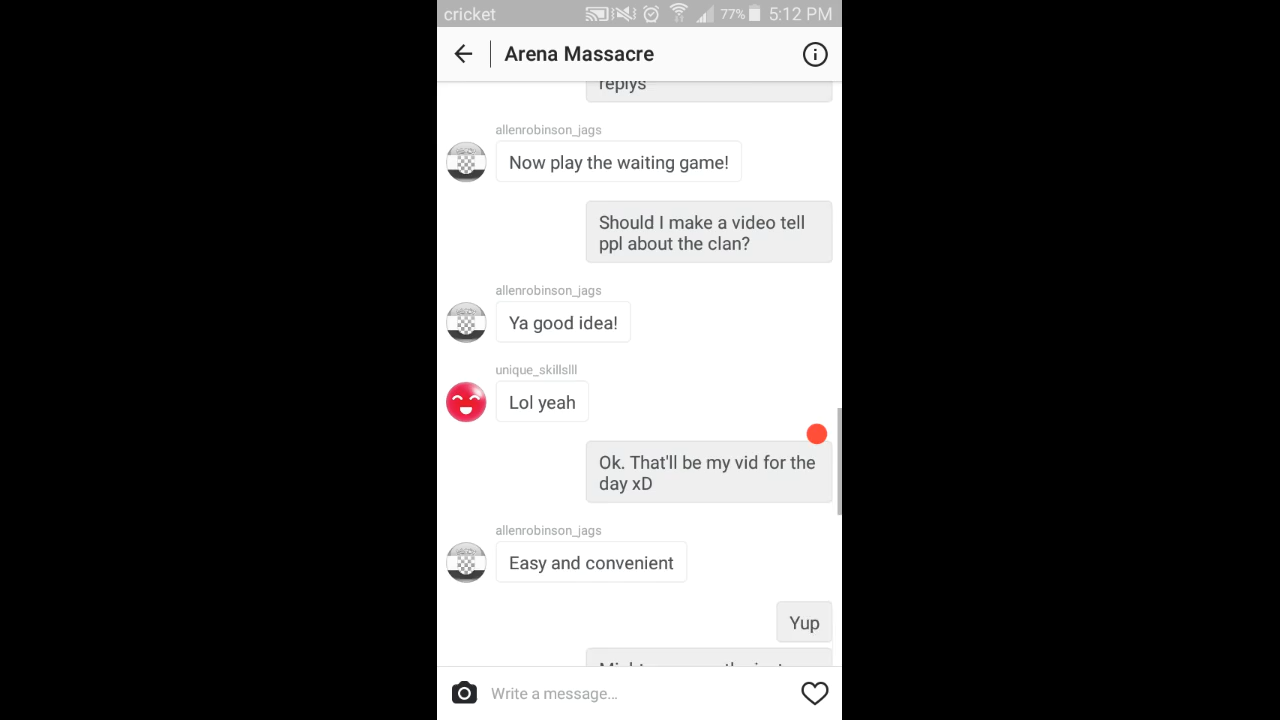 cricket 77% 5:12 PM
Arena Massacre
replys
allenrobinson_jags
Now play the waiting game!
Should I make a video tell
ppl about the clan?
allenrobinson_jags
Ya good idea!
unique_skillslll
Lol yeah
Ok. That'll be my vid for the
day xD
allenrobinson_jags
Easy and convenient
Yup
Write a message...